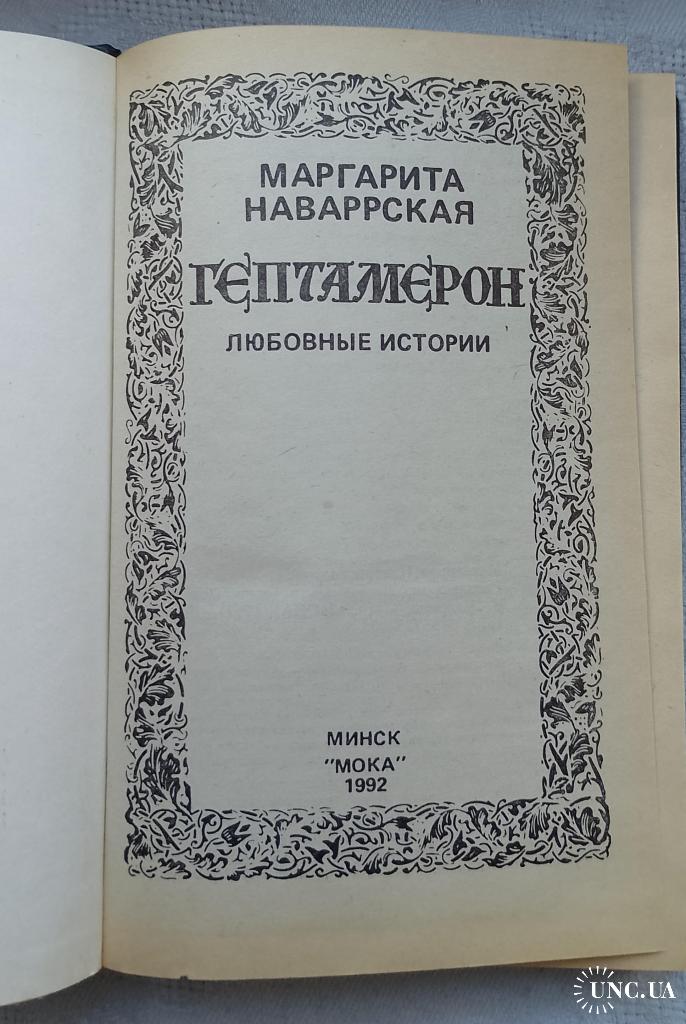 МАРГАРИТА
НАВАРРСКАЯ
ГЕПТАМЕРОН
ЛЮБОВНЫЕ ИСТОРИИ
МИНСК
"МОКА"
1992
UNC.UA